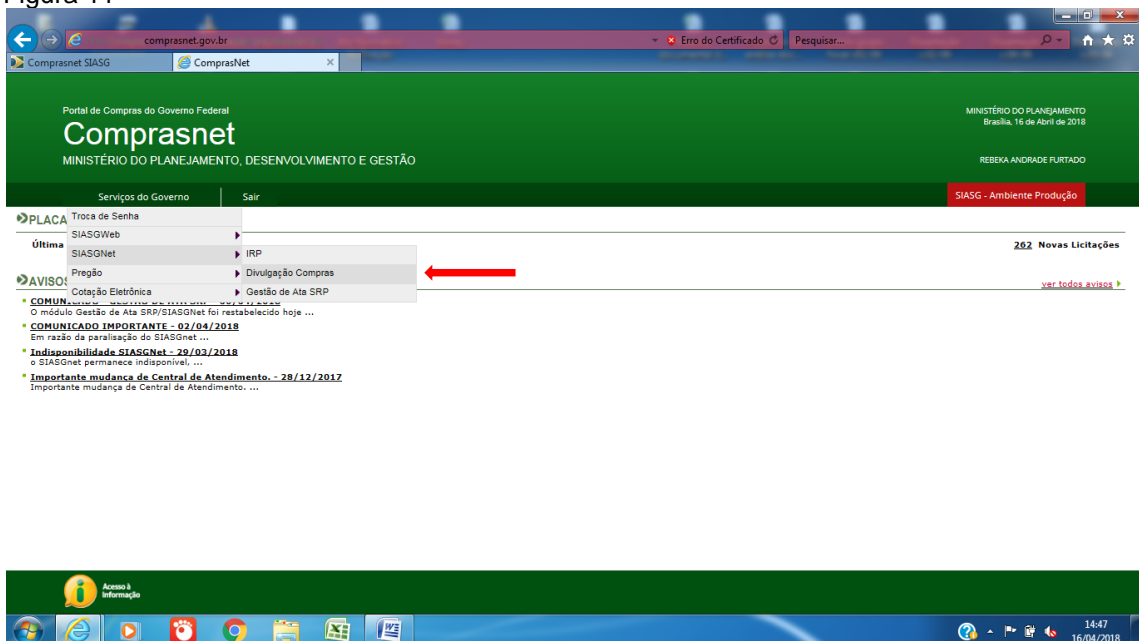 comprasnet.gov.br
Erro do Certificado
Pesquisar...
Comprasnet SIASG
ComprasNet
Portal de Compras do Governo Federal
Comprasnet
MINISTÉRIO DO PLANEJAMENTO, DESENVOLVIMENTO E GESTÃO
MINISTÉRIO DO PLANEJAMENTO
Brasília, 16 de Abril de 2018
REBEKA ANDRADE FURTADO
Serviços do Governo
Sair
SIASG - Ambiente Produção
PLACA
Troca de Senha
SIASGWeb
SIASGNet
Pregão
Cotação Eletrônica
IRP
Divulgação Compras
Gestão de Ata SRP
Última
262 Novas Licitações
AVISOS
ver todos avisos
O módulo Gestão de Ata SRP/SIASGNet foi restabelecido hoje ...
COMUNICADO IMPORTANTE - 02/04/2018
Em razão da paralisação do SIASGnet ...
Indisponibilidade SIASGNet - 29/03/2018
o SIASGnet permanece indisponível, ...
Importante mudança de Central de Atendimento. - 28/12/2017
Importante mudança de Central de Atendimento. ...
Acesso à
Informação
14:47
16/04/2018